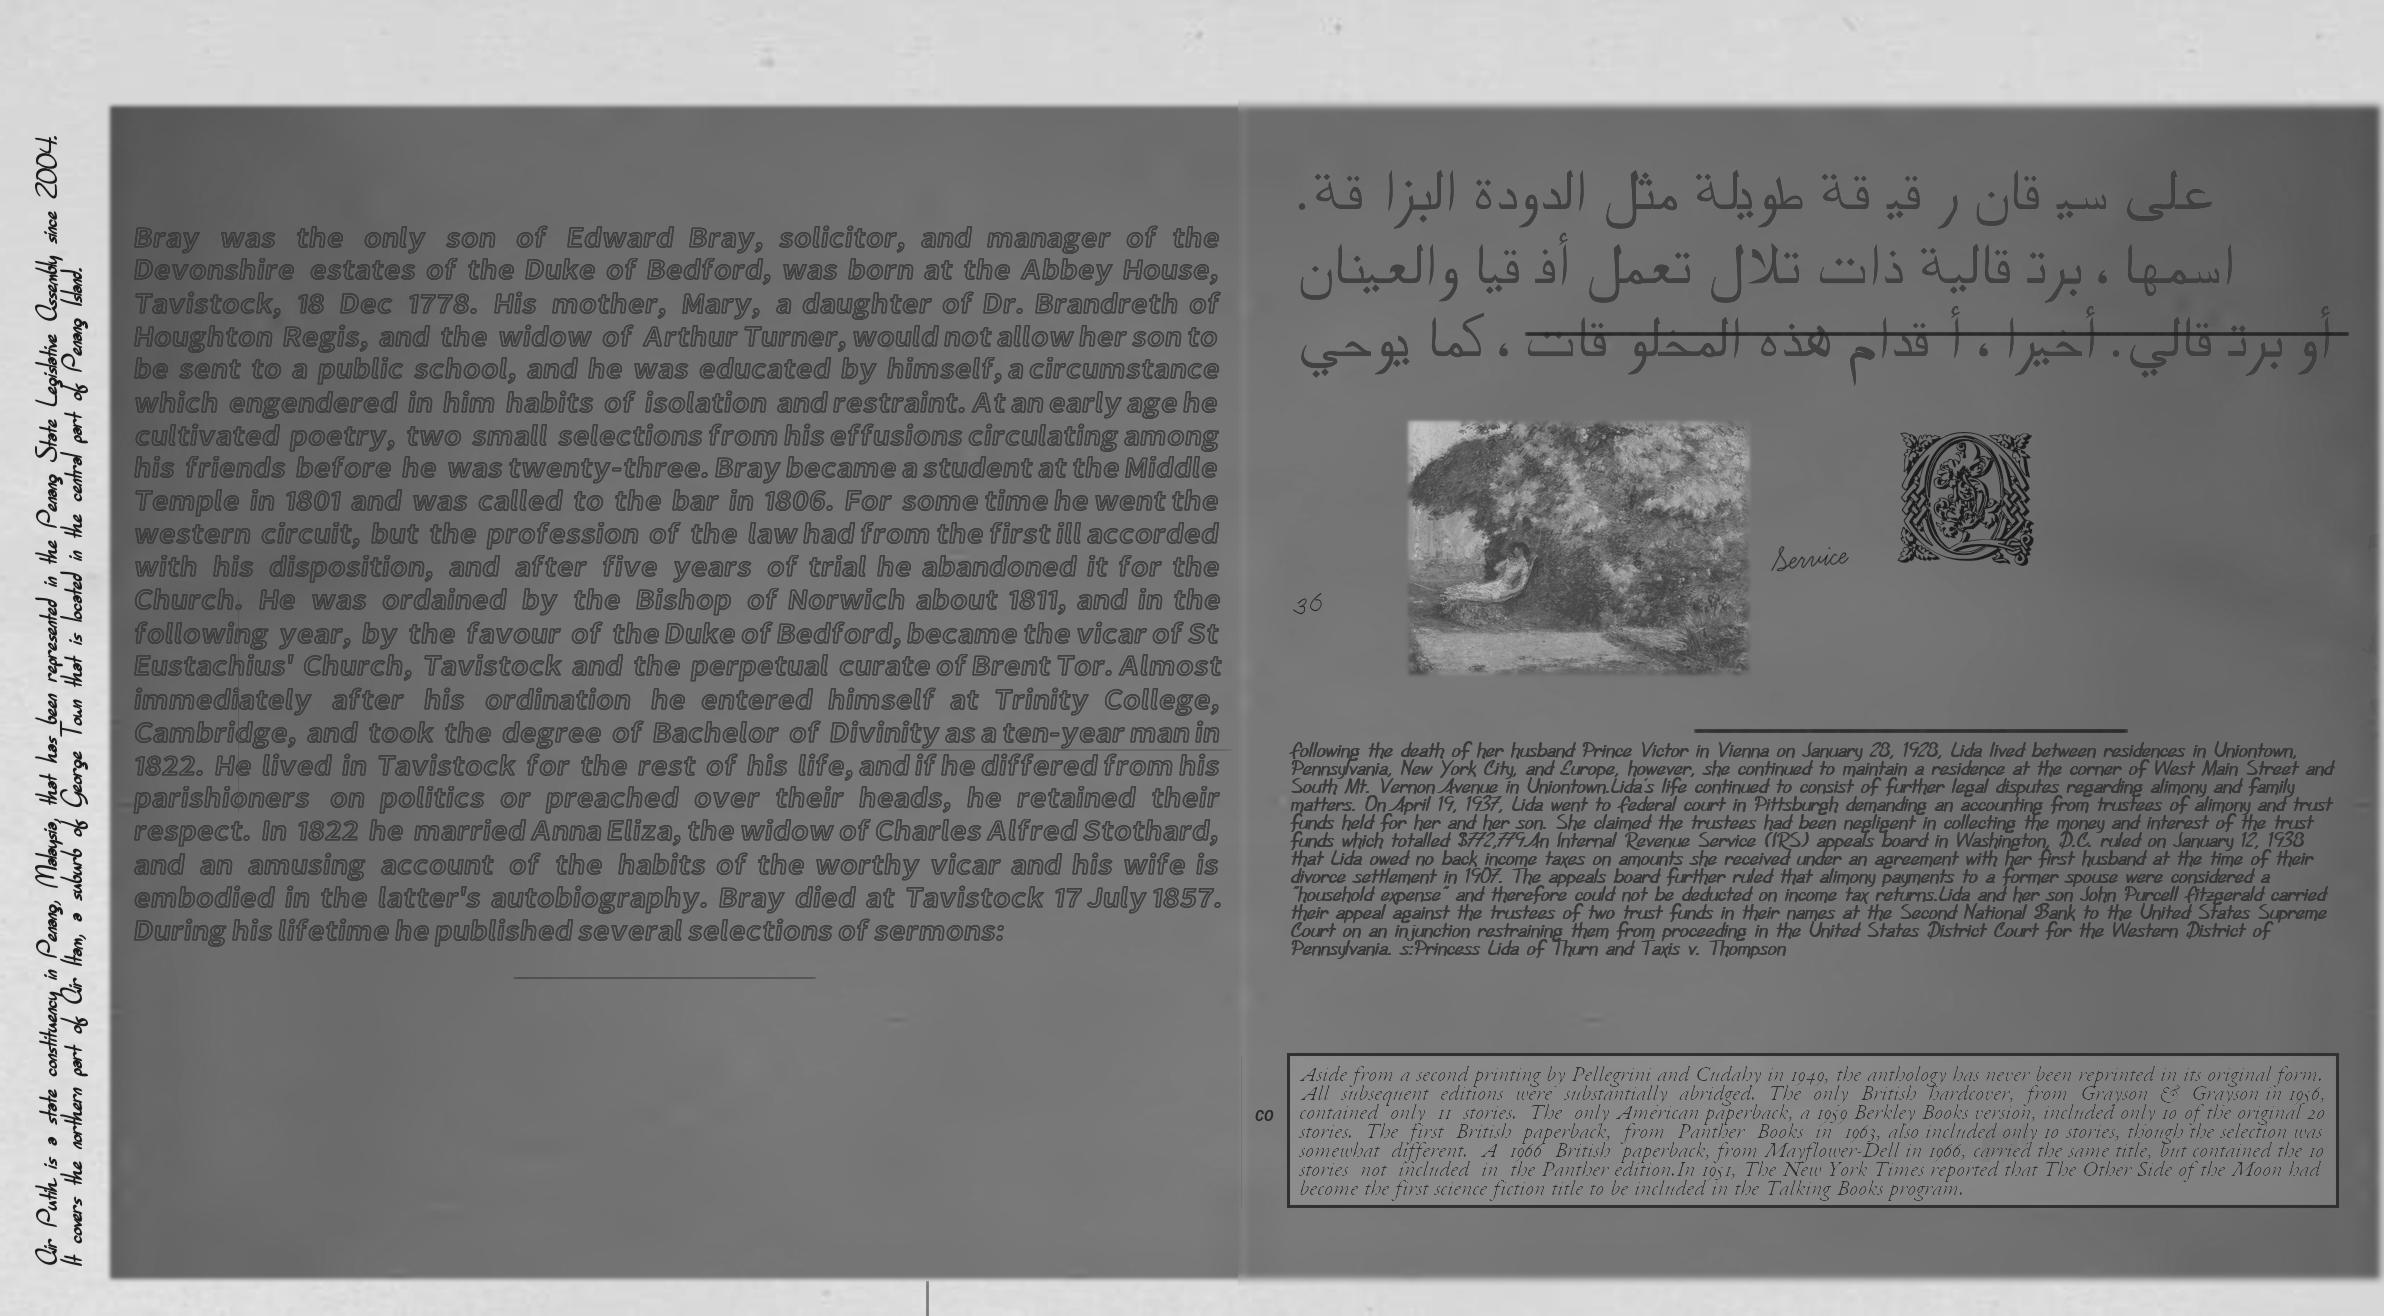 Air Putih is a state constituency in Penang, Malaysia, that has been represented in the Penang State Legislative Assembly since 2004.
It covers the northern part of Air Itam, a suburb of George Town that is located in the central part of Penang Island.
Bray was the only son of Edward Bray, solicitor, and manager of the
Devonshire estates of the Duke of Bedford, was born at the Abbey House,
Tavistock, 18 Dec 1778. His mother, Mary, a daughter of Dr. Brandreth of
Houghton Regis, and the widow of Arthur Turner, would not allow her son to
be sent to a public school, and he was educated by himself, a circumstance
which engendered in him habits of isolation and restraint. At an early age he
cultivated poetry, two small selections from his effusions circulating among
his friends before he was twenty-three. Bray became a student at the Middle
Temple in 1801 and was called to the bar in 1806. For some time he went the
western circuit, but the profession of the law had from the first ill accorded
with his disposition, and after five years of trial he abandoned it for the
Church. He was ordained by the Bishop of Norwich about 1811, and in the
following year, by the favour of the Duke of Bedford, became the vicar of St
Eustachius' Church, Tavistock and the perpetual curate of Brent Tor. Almost
immediately after his ordination he entered himself at Trinity College,
Cambridge, and took the degree of Bachelor of Divinity as a ten-year man in
1822. He lived in Tavistock for the rest of his life, and if he differed from his
parishioners on politics or preached over their heads, he retained their
respect. In 1822 he married Anna Eliza, the widow of Charles Alfred Stothard,
and an amusing account of the habits of the worthy vicar and his wife is
embodied in the latter's autobiography. Bray died at Tavistock 17 July 1857.
During his lifetime he published several selections of sermons:
على سيقان رقيقة طويلة مثل الدودة البزاقة.
اسمها ، برتقالية ذات تلال تعمل أفقيا والعينان
أو برتقالي. أخيرا ، أقدام هذه المخلوقات ، كما يوحي
Service
36
following the death of her husband Prince Victor in Vienna on January 28, 1928, Lida lived between residences in Uniontown,
Pennsylvania, New York City, and Europe, however, she continued to maintain a residence at the corner of West Main Street and
South Mt. Vernon Avenue in Uniontown.Lida's life continued to consist of further legal disputes regarding alimony and family
matters. On April 19, 1937, Lida went to federal court in Pittsburgh demanding an accounting from trustees of alimony and trust
funds held for her and her son. She claimed the trustees had been negligent in collecting the money and interest of the trust
funds which totalled $772,779.An Internal Revenue Service (IRS) appeals board in Washington, D.C. ruled on January 12, 1938
that Lida owed no back income taxes on amounts she received under an agreement with her first husband at the time of their
divorce settlement in 1907. The appeals board further ruled that alimony payments to a former spouse were considered a
"household expense" and therefore could not be deducted on income tax returns.Lida and her son John Purcell Fitzgerald carried
their appeal against the trustees of two trust funds in their names at the Second National Bank to the United States Supreme
Court on an injunction restraining them from proceeding in the United States District Court for the Western District of
Pennsylvania. s:Princess Lida of Thurn and Taxis v. Thompson
co
Aside from a second printing by Pellegrini and Cudahy in 1949, the anthology has never been reprinted in its original form.
All subsequent editions were substantially abridged. The only British hardcover, from Grayson & Grayson in 1956,
contained only 11 stories. The only American paperback, a 1959 Berkley Books version, included only 10 of the original 20
stories. The first British paperback, from Panther Books in 1963, also included only 10 stories, though the selection was
somewhat different. A 1966 British paperback, from Mayflower-Dell in 1966, carried the same title, but contained the 10
stories not included in the Panther edition.In 1951, The New York Times reported that The Other Side of the Moon had
become the first science fiction title to be included in the Talking Books program.